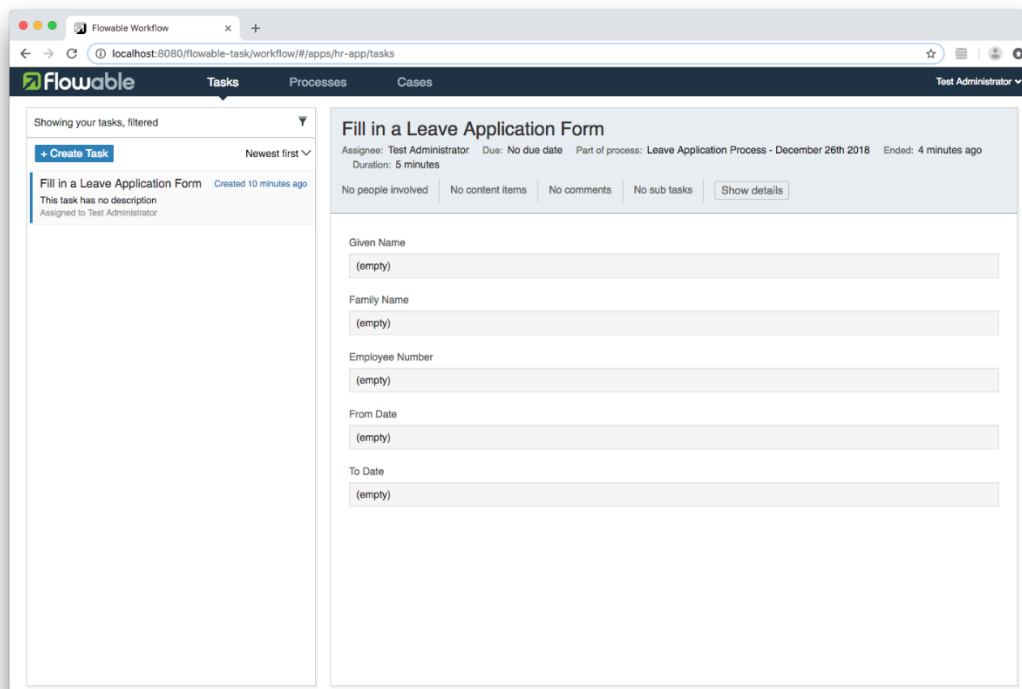 Flowable Workflow
localhost:8080/flowable-task/workflow/#/apps/hr-app/tasks
Flowable
Tasks
Processes
Cases
Test Administrator
Showing your tasks, filtered
+ Create Task
Newest first
Fill in a Leave Application Form
Created 10 minutes ago
This task has no description
Assigned to Test Administrator
Fill in a Leave Application Form
Assignee: Test Administrator Due: No due date Part of process: Leave Application Process - December 26th 2018 Ended: 4 minutes ago
Duration: 5 minutes
No people involved
No content items
No comments
No sub tasks
Show details
Given Name
(empty)
Family Name
(empty)
Employee Number
(empty)
From Date
(empty)
To Date
(empty)